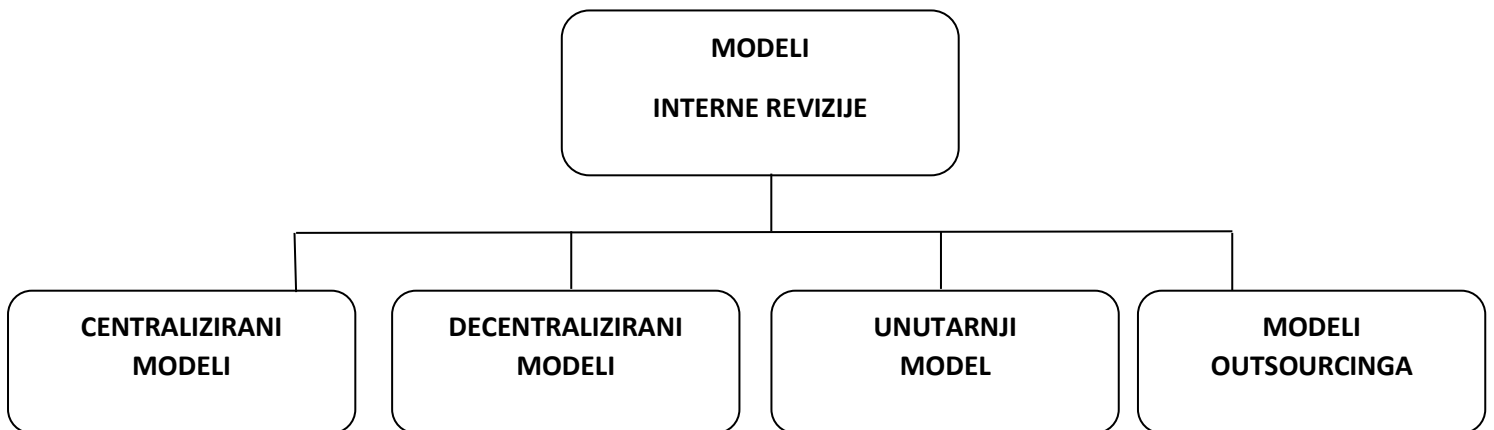 MODELI
INTERNE REVIZIJE
CENTRALIZIRANI
MODELI
DECENTRALIZIRANI
MODELI
UNUTARNJI
MODEL
MODELI
OUTSOURCINGA